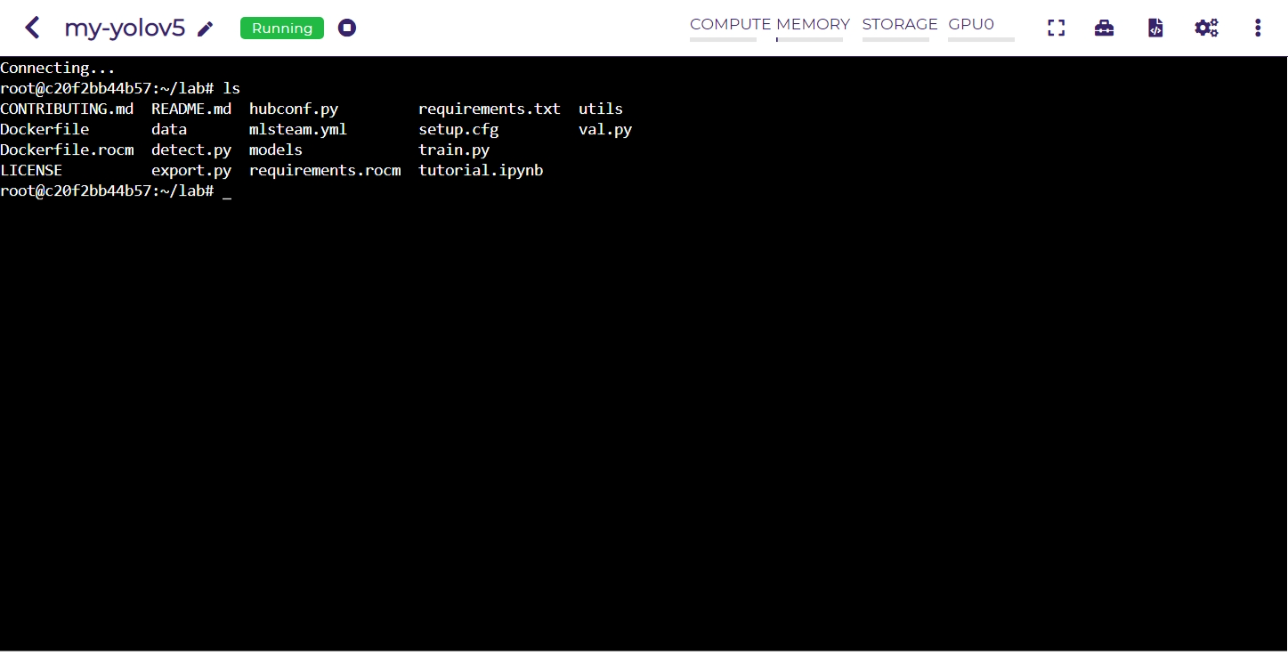 my-yolov5 Running COMPUTE MEMORY STORAGE GPU0
Connecting...
root@c20f2bb44b57:~/lab# ls
CONTRIBUTING.md README.md hubconf.py requirements.txt utils
Dockerfile data mlsteam.yml setup.cfg val.py
Dockerfile.rocm detect.py models train.py
LICENSE export.py requirements.rocm tutorial.ipynb
root@c20f2bb44b57:~/lab# _